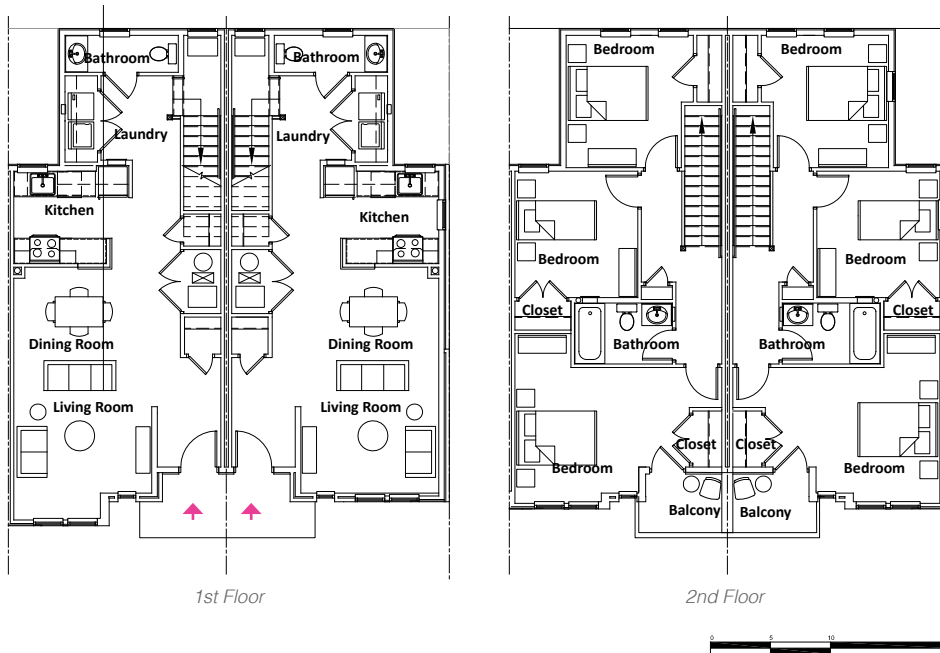 Bathroom
Bathroom
Laundry
Laundry
Kitchen
Kitchen
Dining Room
Dining Room
Living Room
Living Room
1st Floor
Bedroom
Bedroom
Bedroom
Bedroom
Closet
Closet
Bathroom
Bathroom
Closet
Closet
Bedroom
Bedroom
Balcony
Balcony
2nd Floor
0 5 10